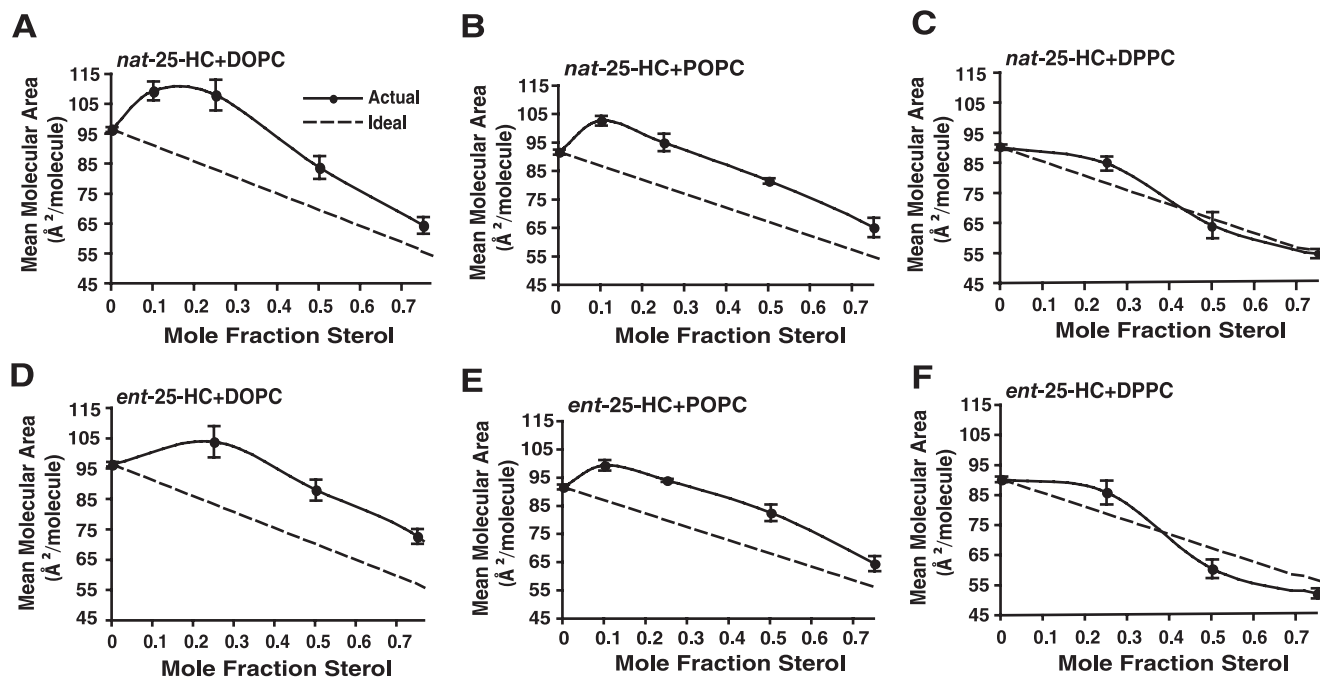 A
nat-25-HC+DOPC
Mean Molecular Area
(Å ²/molecule)
115
105
95
85
75
65
55
45
Actual
Ideal
0 0.1 0.2 0.3 0.4 0.5 0.6 0.7
Mole Fraction Sterol
B
nat-25-HC+POPC
Mean Molecular Area
(Å ²/molecule)
115
105
95
85
75
65
55
45
0 0.1 0.2 0.3 0.4 0.5 0.6 0.7
Mole Fraction Sterol
C
nat-25-HC+DPPC
Mean Molecular Area
(Å ²/molecule)
115
105
95
85
75
65
55
45
0 0.1 0.2 0.3 0.4 0.5 0.6 0.7
Mole Fraction Sterol
D
ent-25-HC+DOPC
Mean Molecular Area
(Å ²/molecule)
115
105
95
85
75
65
55
45
0 0.1 0.2 0.3 0.4 0.5 0.6 0.7
Mole Fraction Sterol
E
ent-25-HC+POPC
Mean Molecular Area
(Å ²/molecule)
115
105
95
85
75
65
55
45
0 0.1 0.2 0.3 0.4 0.5 0.6 0.7
Mole Fraction Sterol
F
ent-25-HC+DPPC
Mean Molecular Area
(Å ²/molecule)
115
105
95
85
75
65
55
45
0 0.1 0.2 0.3 0.4 0.5 0.6 0.7
Mole Fraction Sterol